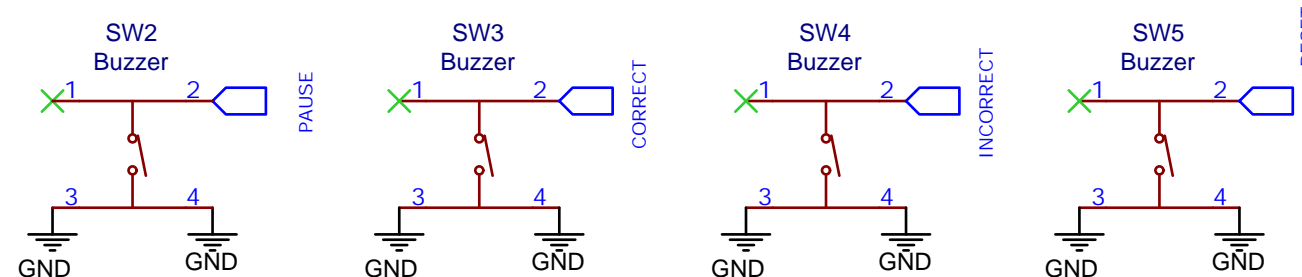 SW2
Buzzer
1
2
PAUSE
3
4
GND
GND
SW3
Buzzer
1
2
CORRECT
3
4
GND
GND
SW4
Buzzer
1
2
INCORRECT
3
4
GND
GND
SW5
Buzzer
1
2
3
4
GND
GND